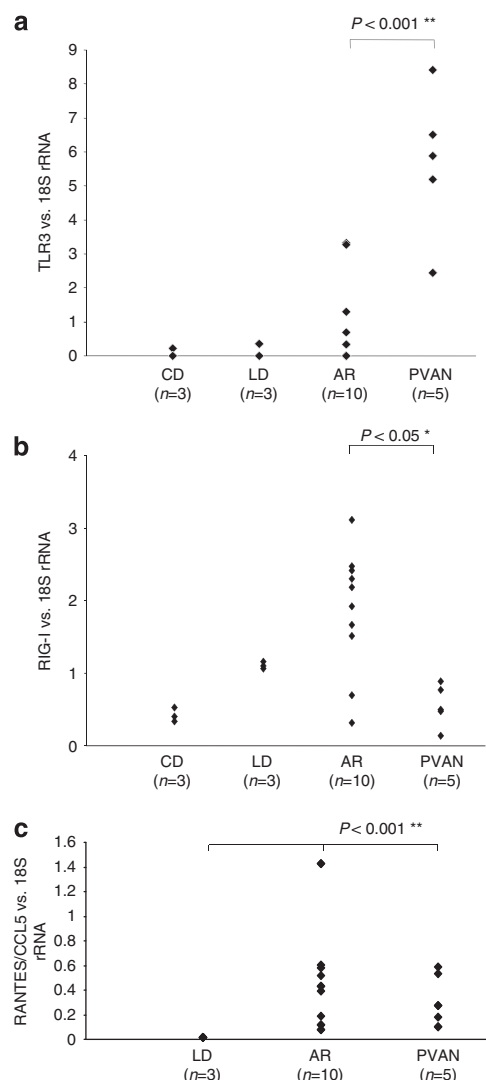 a
P < 0.001 **
TLR3 vs. 18S rRNA
9
8
7
6
5
4
3
2
1
0
CD LD AR PVAN
(n=3) (n=3) (n=10) (n=5)
b
P < 0.05 *
RIG-I vs. 18S rRNA
4
3
2
1
0
CD LD AR PVAN
(n=3) (n=3) (n=10) (n=5)
c
P < 0.001 **
RANTES/CCL5 vs. 18S
rRNA
1.6
1.4
1.2
1
0.8
0.6
0.4
0.2
0
LD AR PVAN
(n=3) (n=10) (n=5)